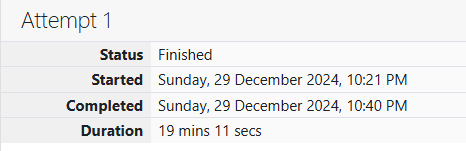 Attempt 1
Status Finished
Started Sunday, 29 December 2024, 10:21 PM
Completed Sunday, 29 December 2024, 10:40 PM
Duration 19 mins 11 secs